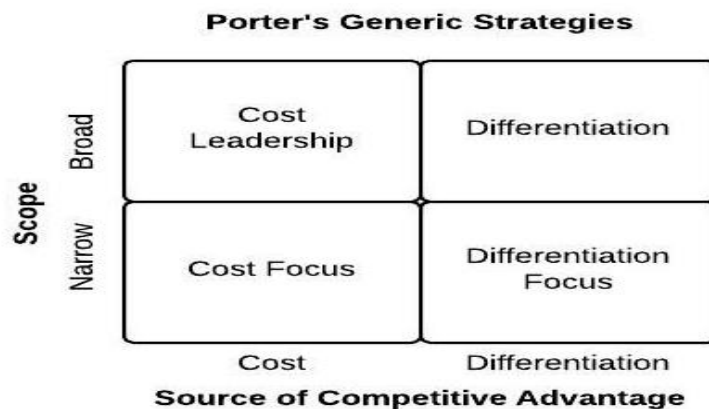 Porter's Generic Strategies
Scope
Broad
Cost
Leadership
Differentiation
Narrow
Cost Focus
Differentiation
Focus
Cost
Differentiation
Source of Competitive Advantage